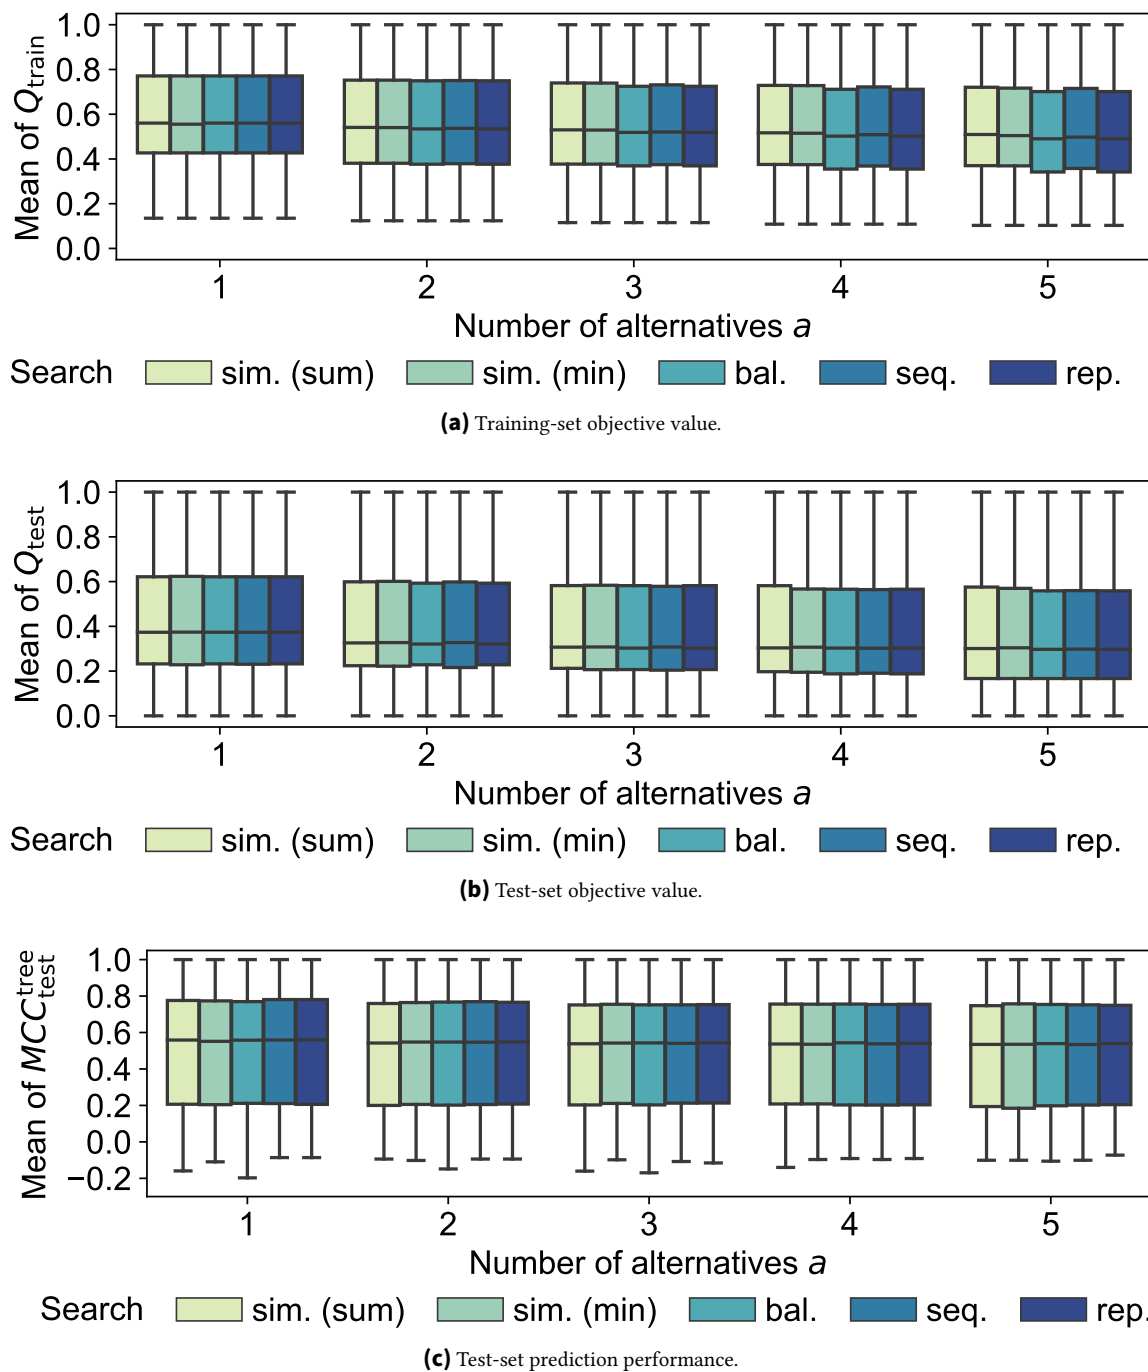 Mean of Q_train
1.0
0.8
0.6
0.4
0.2
0.0
1 2 3 4 5
Number of alternatives a
Search sim. (sum) sim. (min) bal. seq. rep.
(a) Training-set objective value.
Mean of Q_test
1.0
0.8
0.6
0.4
0.2
0.0
1 2 3 4 5
Number of alternatives a
Search sim. (sum) sim. (min) bal. seq. rep.
(b) Test-set objective value.
Mean of MCC_test^tree
1.0
0.8
0.6
0.4
0.2
0.0
−0.2
1 2 3 4 5
Number of alternatives a
Search sim. (sum) sim. (min) bal. seq. rep.
(c) Test-set prediction performance.